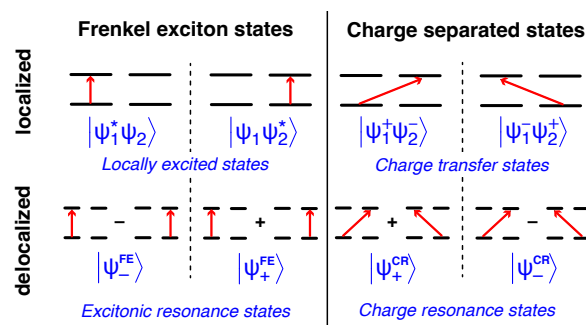 Frenkel exciton states
Charge separated states
localized
|ψ₁*ψ₂⟩
|ψ₁ψ₂*⟩
|ψ₁⁺ψ₂⁻⟩
|ψ₁⁻ψ₂⁺⟩
Locally excited states
Charge transfer states
delocalized
−
+
+
−
|ψ₋ᶠᴱ⟩
|ψ₊ᶠᴱ⟩
|ψ₊ᶜᴿ⟩
|ψ₋ᶜᴿ⟩
Excitonic resonance states
Charge resonance states